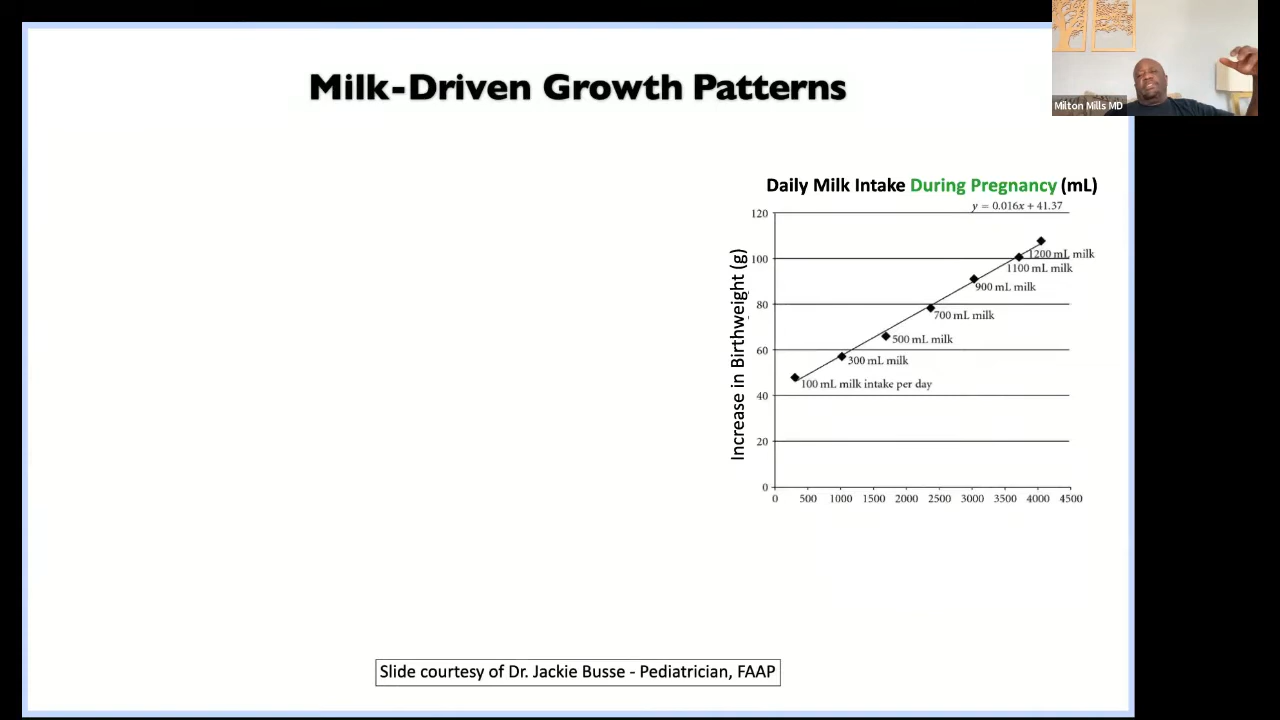 Milk-Driven Growth Patterns
Milton Mills MD
Daily Milk Intake During Pregnancy (mL)
y = 0.016x + 41.37
Increase in Birthweight (g)
120
100
80
60
40
20
0
1200 mL milk
1100 mL milk
900 mL milk
700 mL milk
500 mL milk
300 mL milk
100 mL milk intake per day
0 500 1000 1500 2000 2500 3000 3500 4000 4500
Slide courtesy of Dr. Jackie Busse - Pediatrician, FAAP